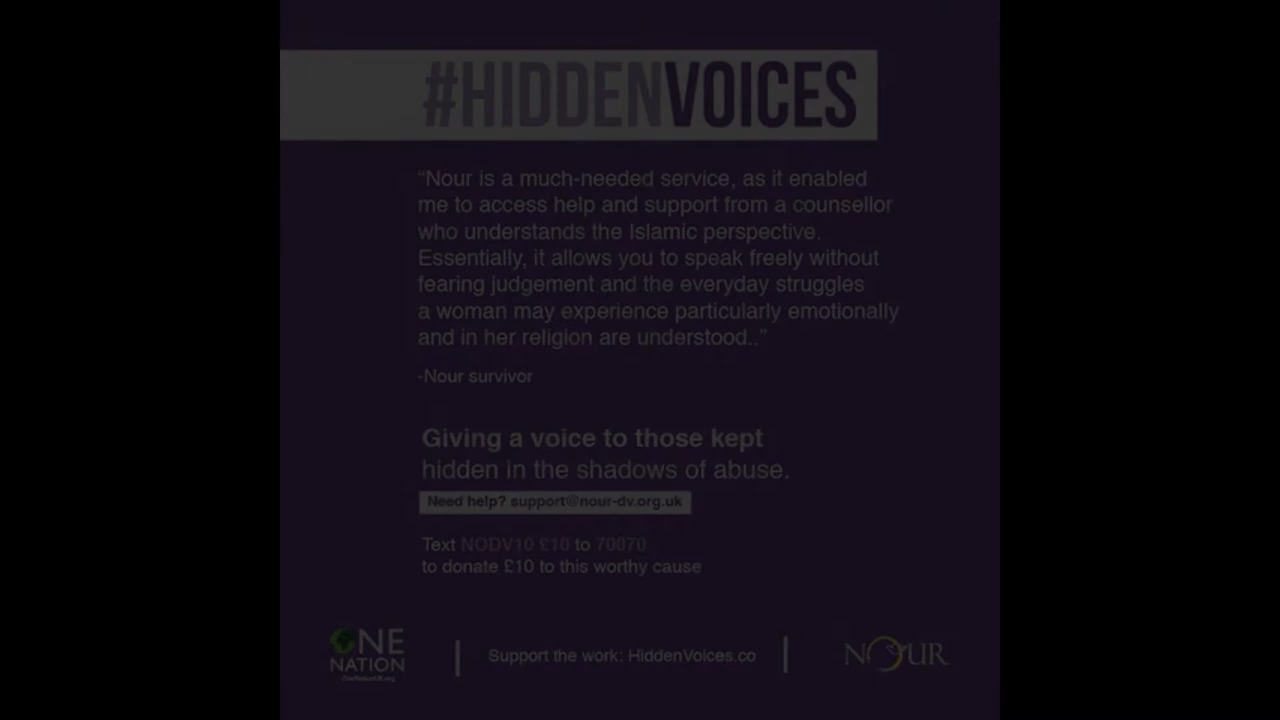 #HIDDENVOICES
“Nour is a much-needed service, as it enabled
me to access help and support from a counsellor
who understands the Islamic perspective.
Essentially, it allows you to speak freely without
fearing judgement and the everyday struggles
a woman may experience particularly emotionally
and in her religion are understood..”
-Nour survivor
Giving a voice to those kept
hidden in the shadows of abuse.
Need help? support@nour-dv.org.uk
Text NODV10 £10 to 70070
to donate £10 to this worthy cause
ONE
NATION
OneNationUK.org
Support the work: HiddenVoices.co
NOUR